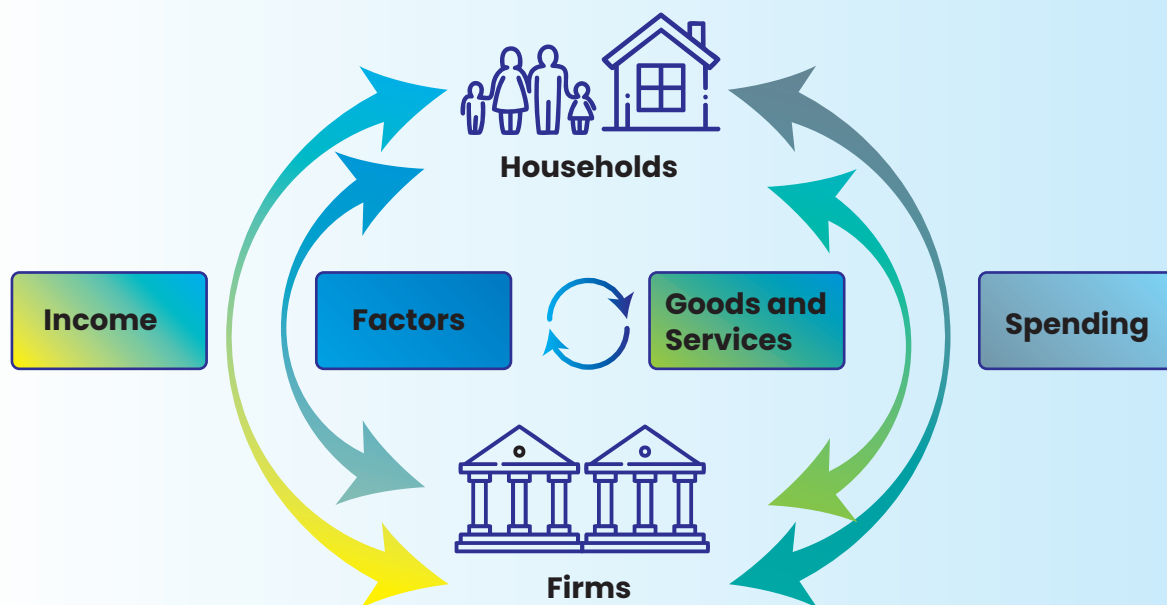 Households
Income
Factors
Goods and
Services
Spending
Firms